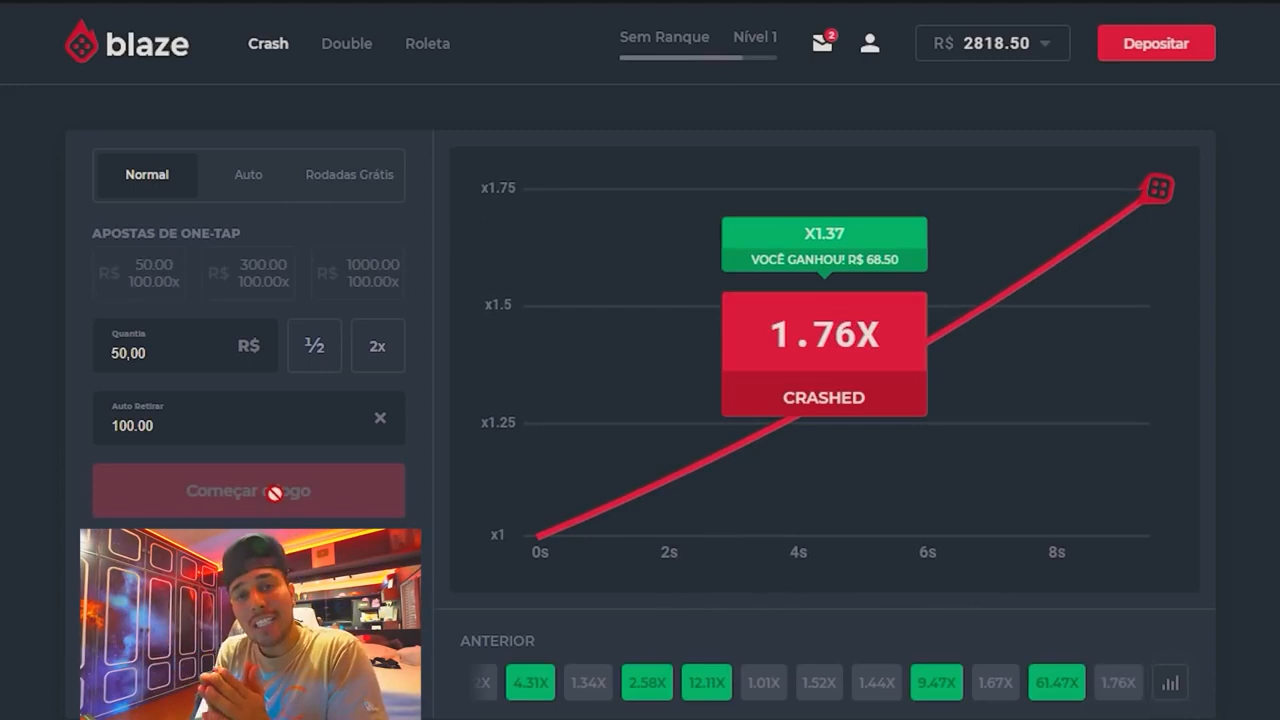 blaze
Crash
Double
Roleta
Sem Ranque
Nível 1
2
R$ 2818.50
Depositar
Normal
Auto
Rodadas Grátis
APOSTAS DE ONE-TAP
R$ 50.00 100.00x
R$ 300.00 100.00x
R$ 1000.00 100.00x
Quantia
50,00
R$
½
2x
Auto Retirar
100.00
Começar o jogo
x1.75
x1.5
x1.25
x1
X1.37
VOCÊ GANHOU! R$ 68.50
1.76X
CRASHED
0s 2s 4s 6s 8s
ANTERIOR
2X 4.31X 1.34X 2.58X 12.11X 1.01X 1.52X 1.44X 9.47X 1.67X 61.47X 1.76X